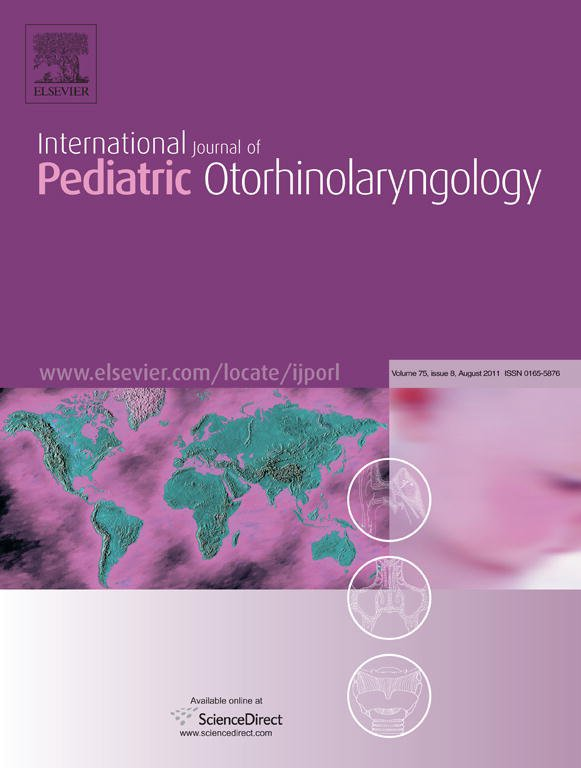 ELSEVIER
International Journal of
Pediatric Otorhinolaryngology
www.elsevier.com/locate/ijporl
Volume 75, issue 8, August 2011 ISSN 0165-5876
Available online at
ScienceDirect
www.sciencedirect.com